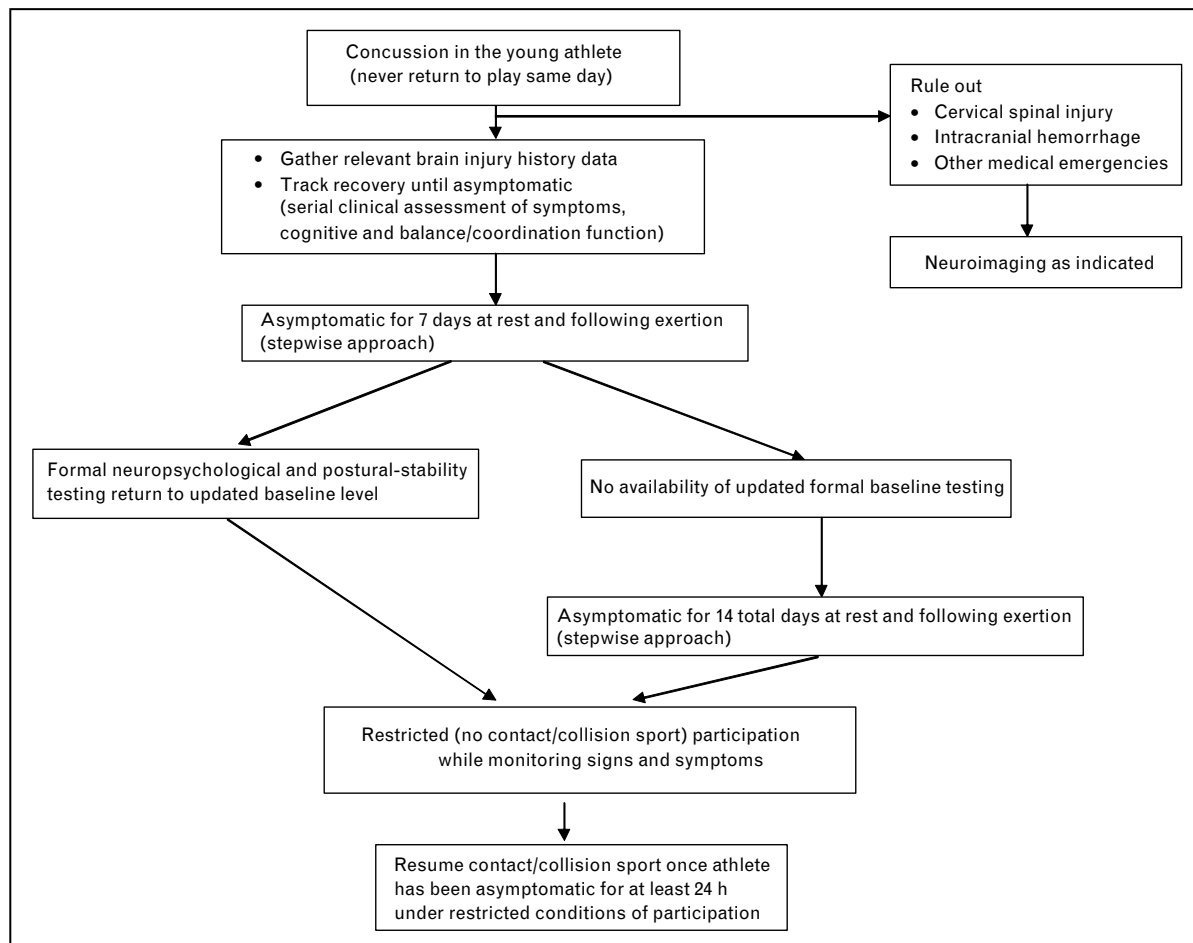 Concussion in the young athlete
(never return to play same day)
Rule out
• Cervical spinal injury
• Intracranial hemorrhage
• Other medical emergencies
• Gather relevant brain injury history data
• Track recovery until asymptomatic
(serial clinical assessment of symptoms,
cognitive and balance/coordination function)
Neuroimaging as indicated
Asymptomatic for 7 days at rest and following exertion
(stepwise approach)
Formal neuropsychological and postural-stability
testing return to updated baseline level
No availability of updated formal baseline testing
Asymptomatic for 14 total days at rest and following exertion
(stepwise approach)
Restricted (no contact/collision sport) participation
while monitoring signs and symptoms
Resume contact/collision sport once athlete
has been asymptomatic for at least 24 h
under restricted conditions of participation